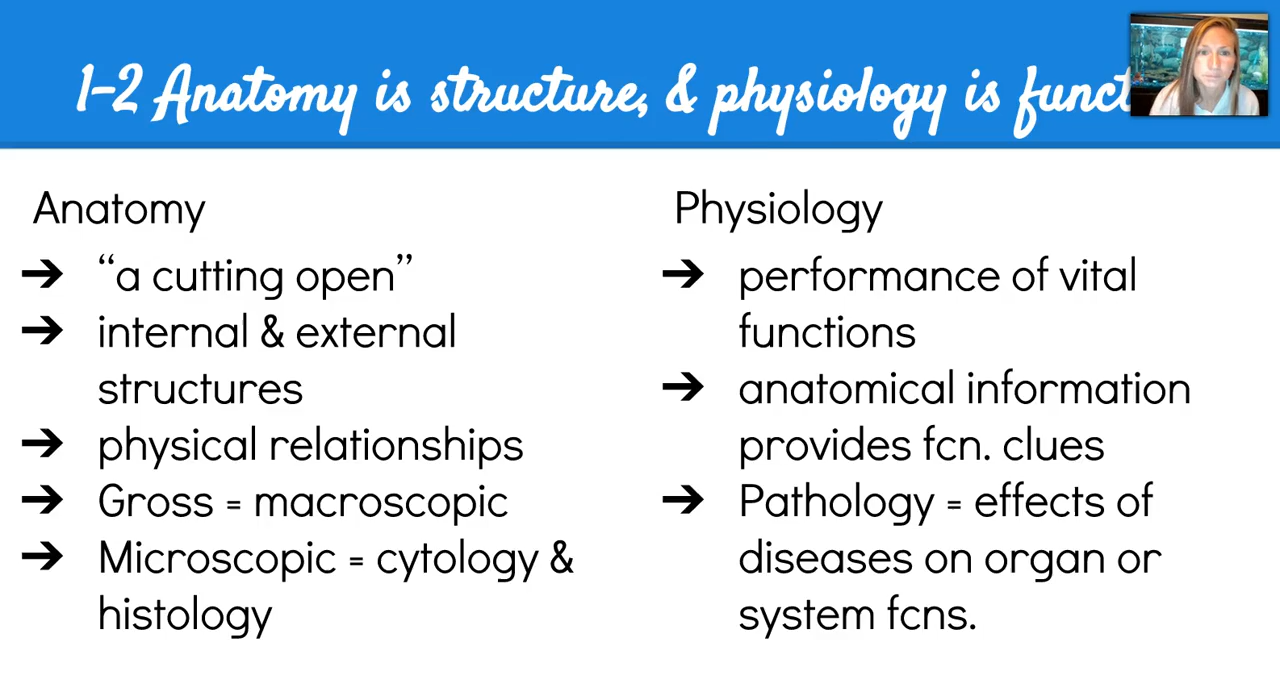 1-2 Anatomy is structure, & physiology is funct
Anatomy
➔ “a cutting open”
➔ internal & external
structures
➔ physical relationships
➔ Gross = macroscopic
➔ Microscopic = cytology &
histology
Physiology
➔ performance of vital
functions
➔ anatomical information
provides fcn. clues
➔ Pathology = effects of
diseases on organ or
system fcns.